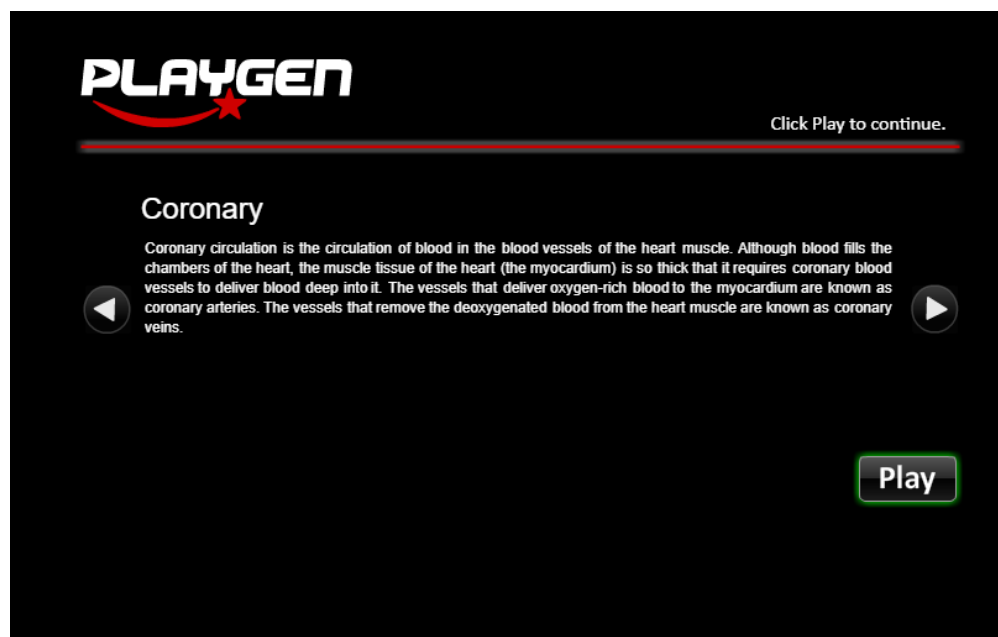 PLAYGEN
Click Play to continue.
Coronary
Coronary circulation is the circulation of blood in the blood vessels of the heart muscle. Although blood fills the
chambers of the heart, the muscle tissue of the heart (the myocardium) is so thick that it requires coronary blood
vessels to deliver blood deep into it. The vessels that deliver oxygen-rich blood to the myocardium are known as
coronary arteries. The vessels that remove the deoxygenated blood from the heart muscle are known as coronary
veins.
Play